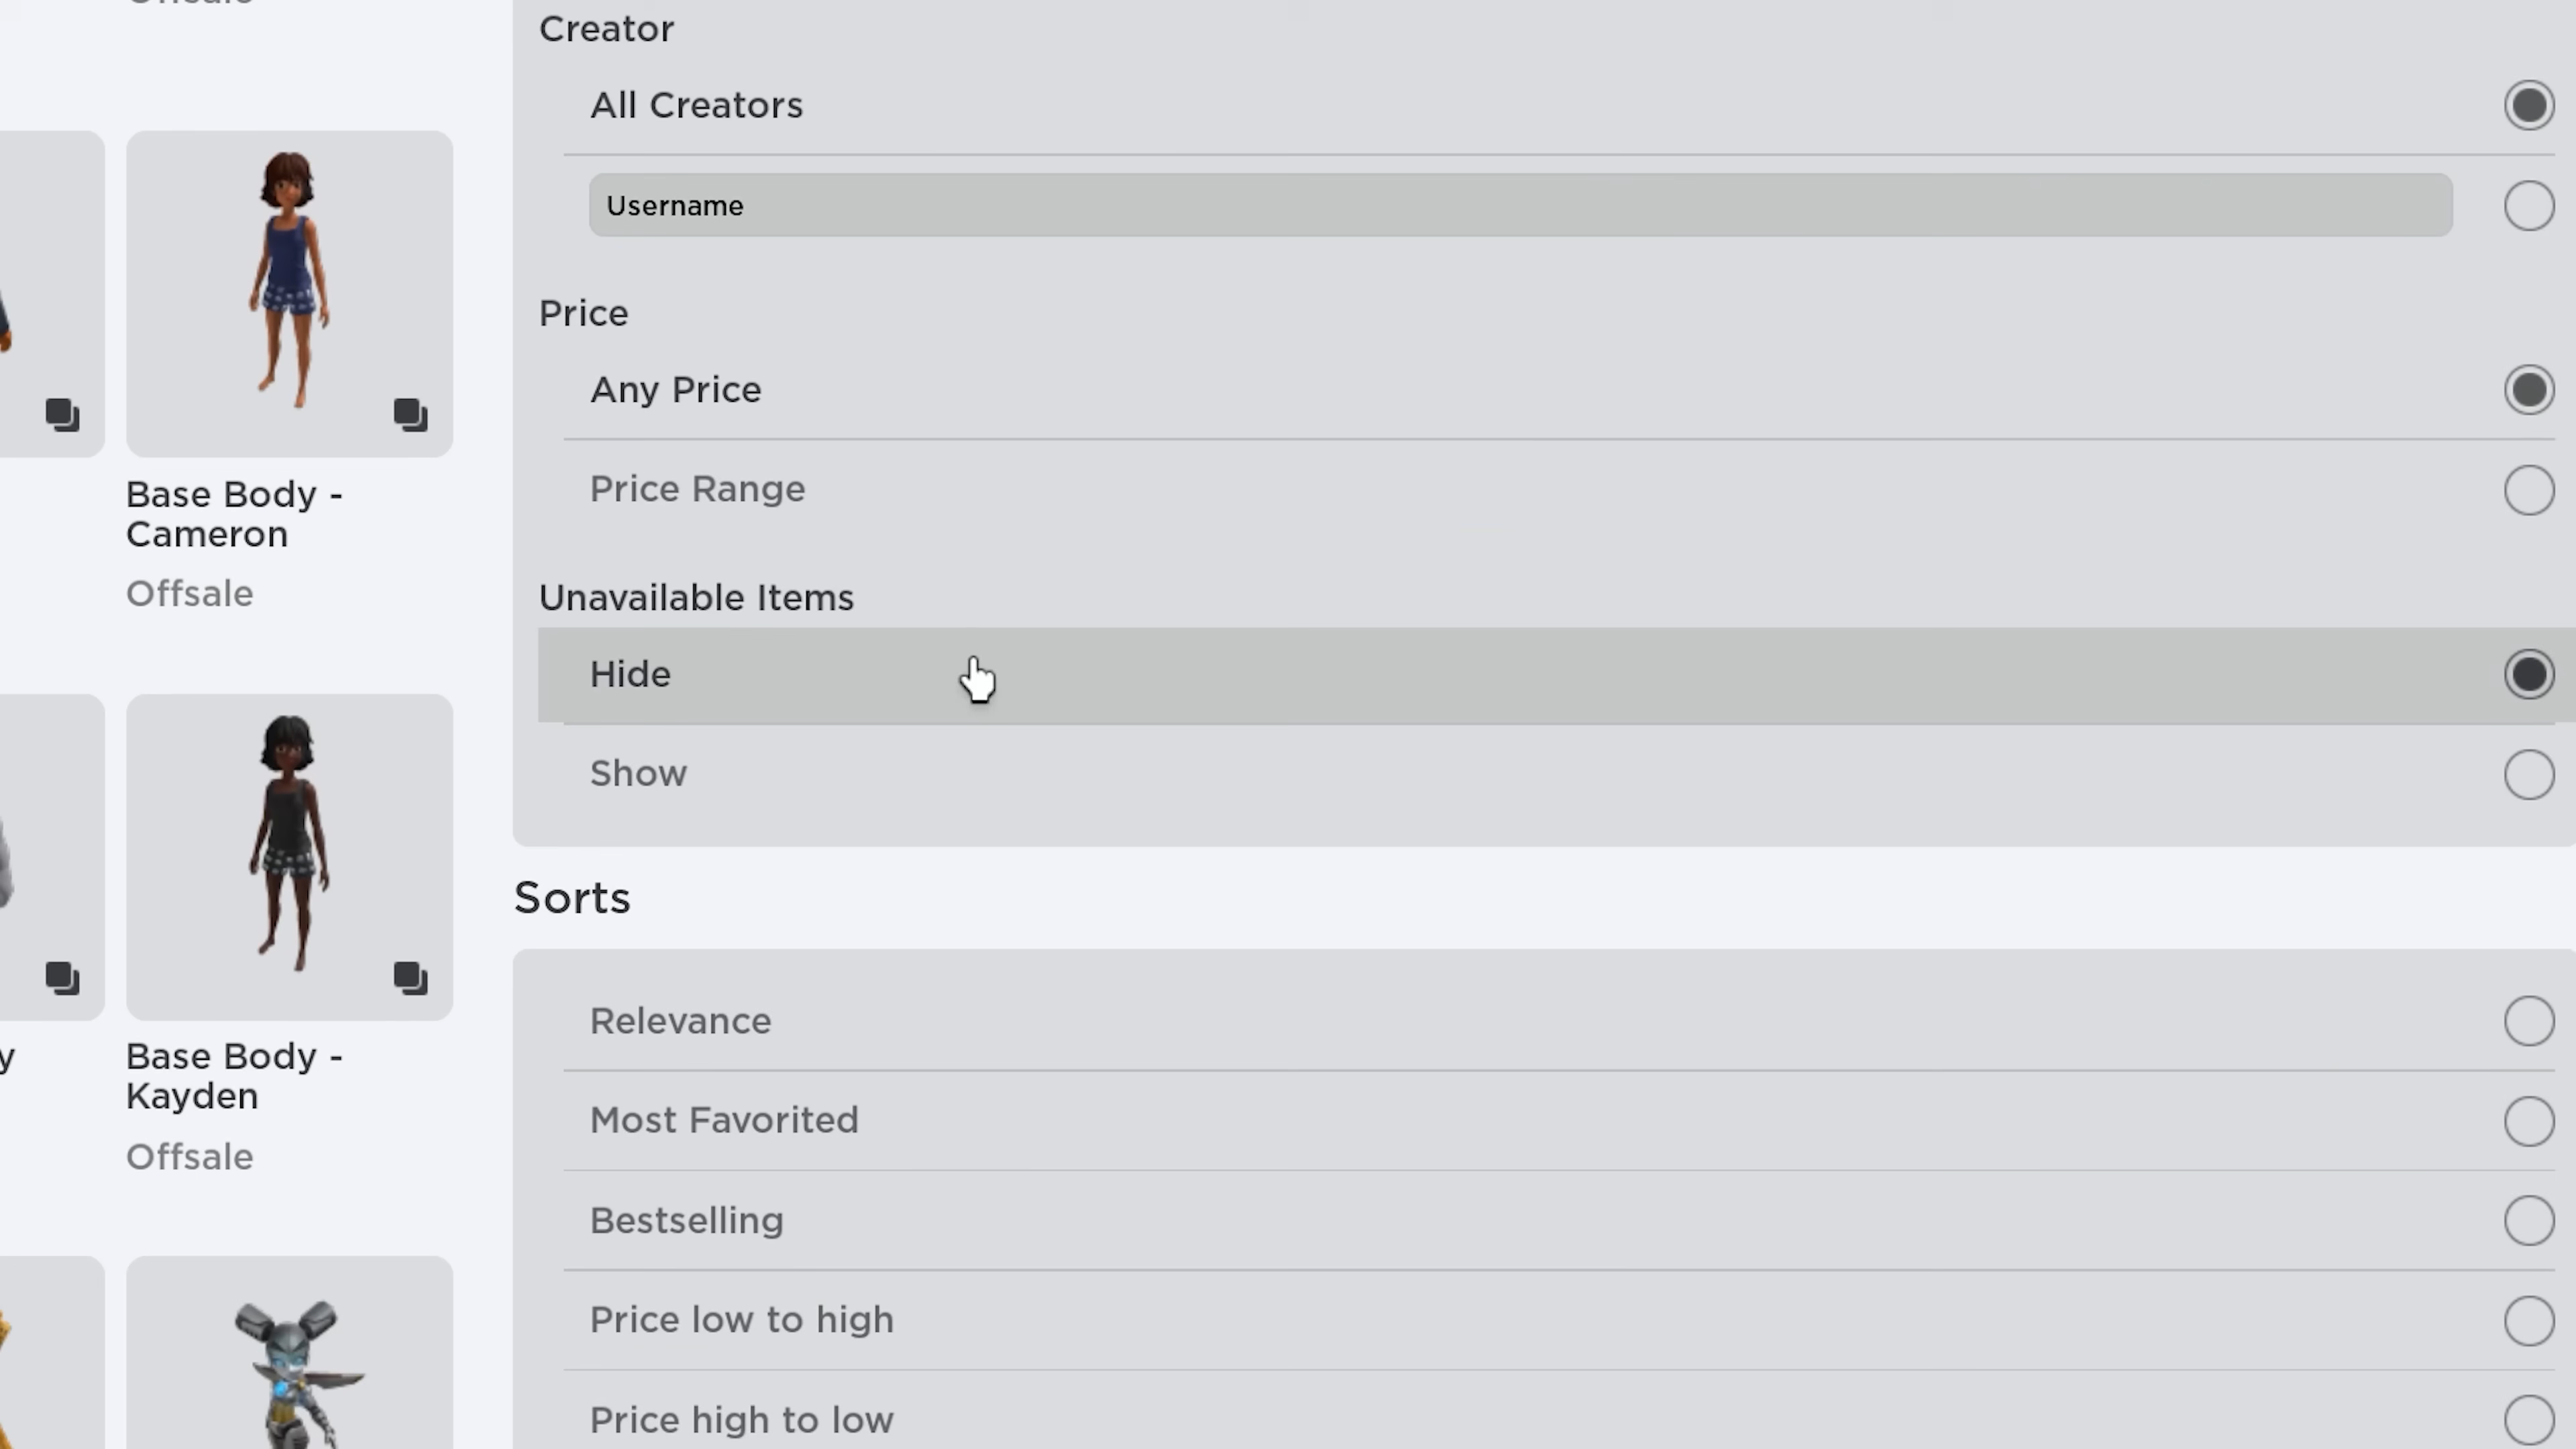 Offsale
Base Body -
Cameron
Offsale
y
Base Body -
Kayden
Offsale
Creator
All Creators
Username
Price
Any Price
Price Range
Unavailable Items
Hide
Show
Sorts
Relevance
Most Favorited
Bestselling
Price low to high
Price high to low